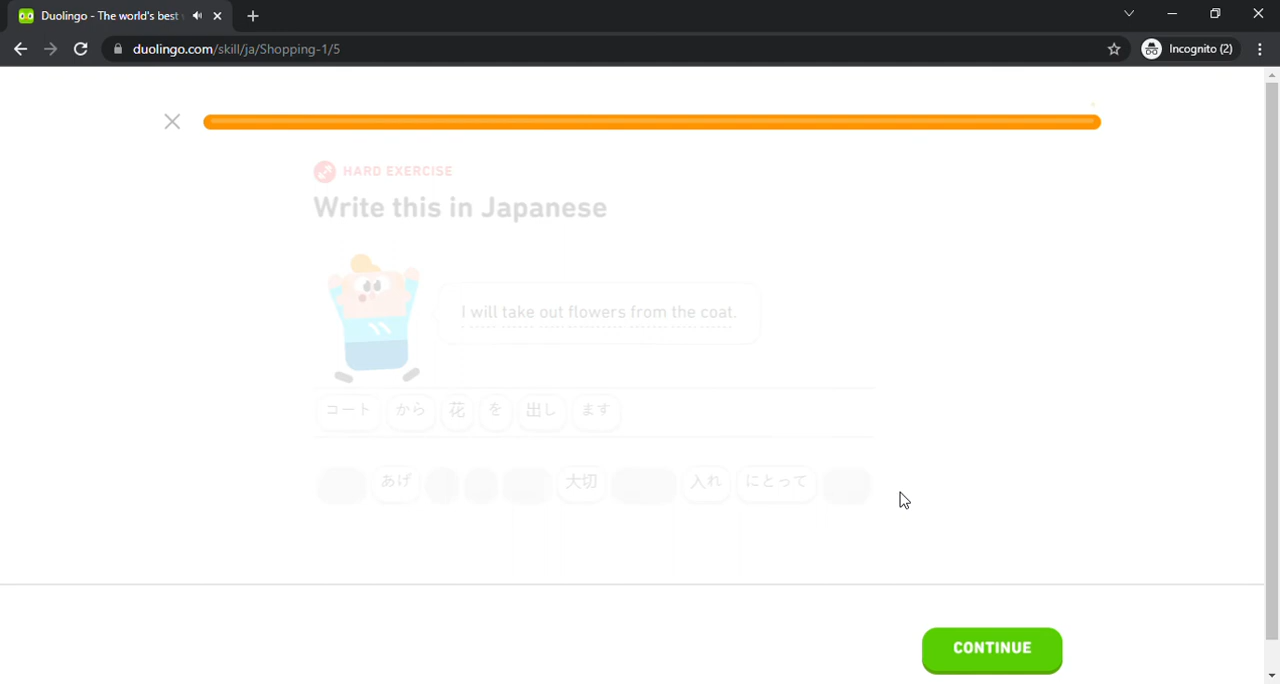 Duolingo - The world's best
duolingo.com/skill/ja/Shopping-1/5
Incognito (2)
HARD EXERCISE
Write this in Japanese
I will take out flowers from the coat.
コート から 花 を 出し ます
あげ 大切 入れ にとって
CONTINUE